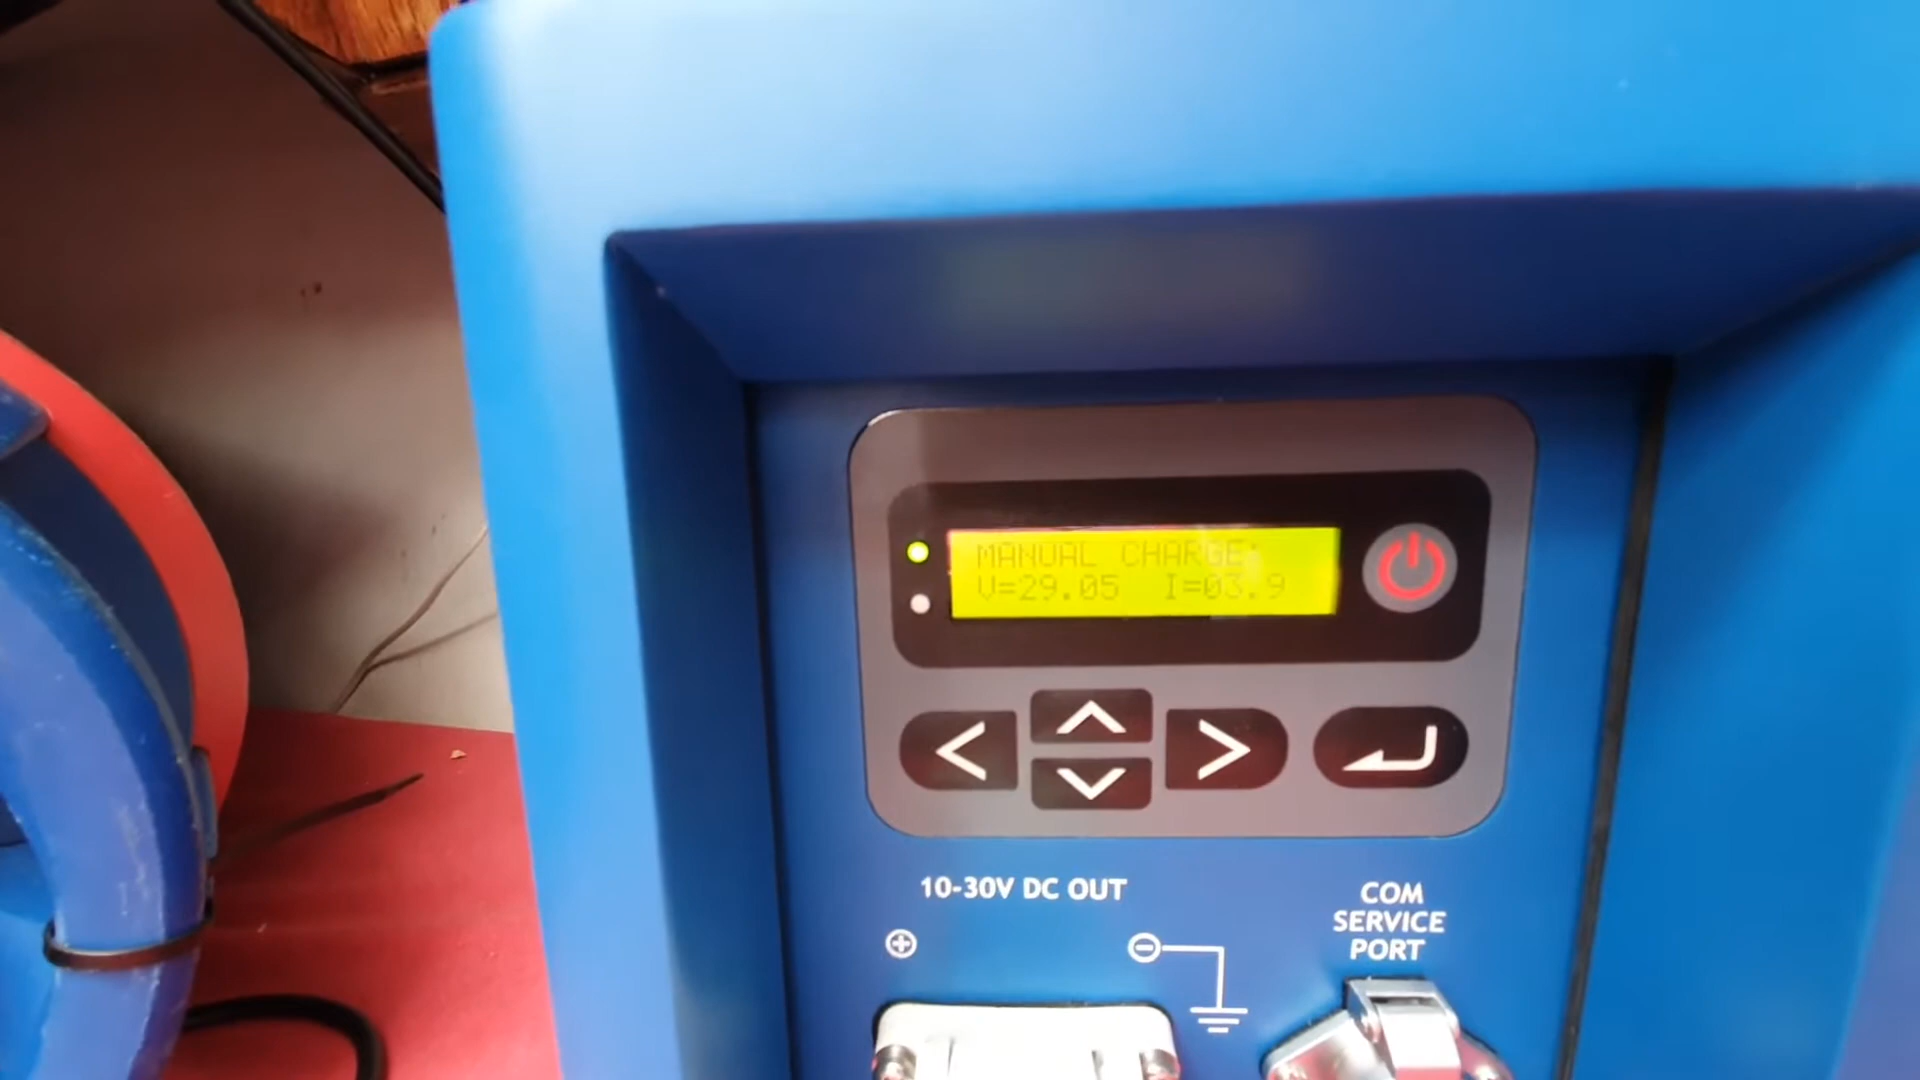 MANUAL CHARGE:
V=29.05 I=03.9
10-30V DC OUT
COM
SERVICE
PORT